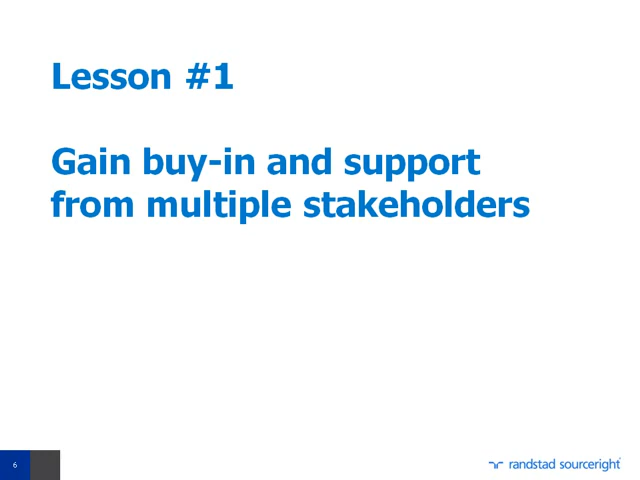 Lesson #1
Gain buy-in and support
from multiple stakeholders
6
randstad sourceright